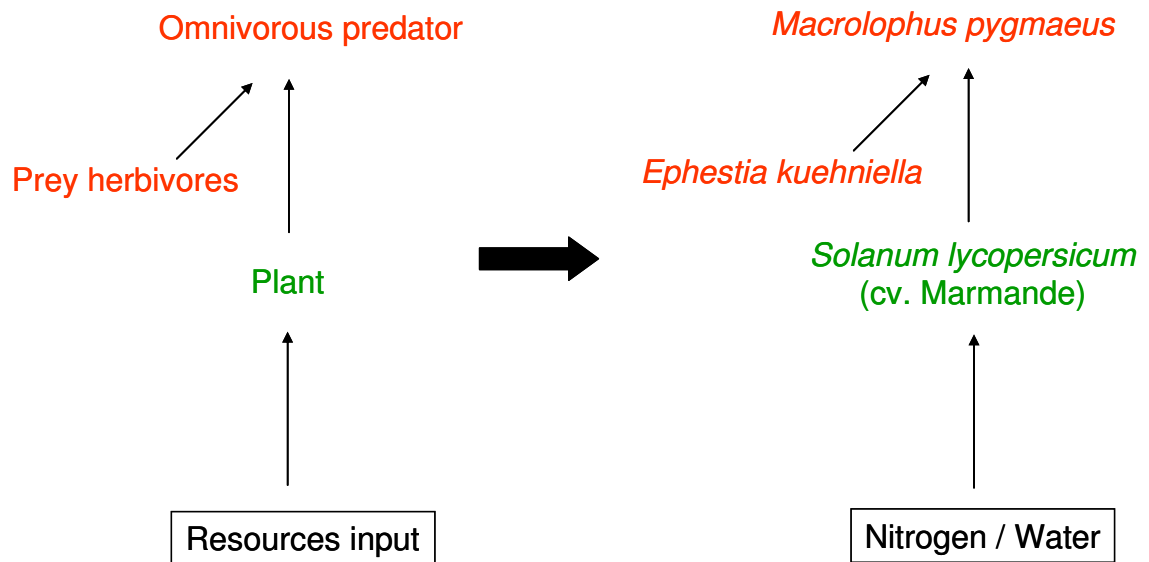 Omnivorous predator
Prey herbivores
Plant
Resources input
Macrolophus pygmaeus
Ephestia kuehniella
Solanum lycopersicum
(cv. Marmande)
Nitrogen / Water